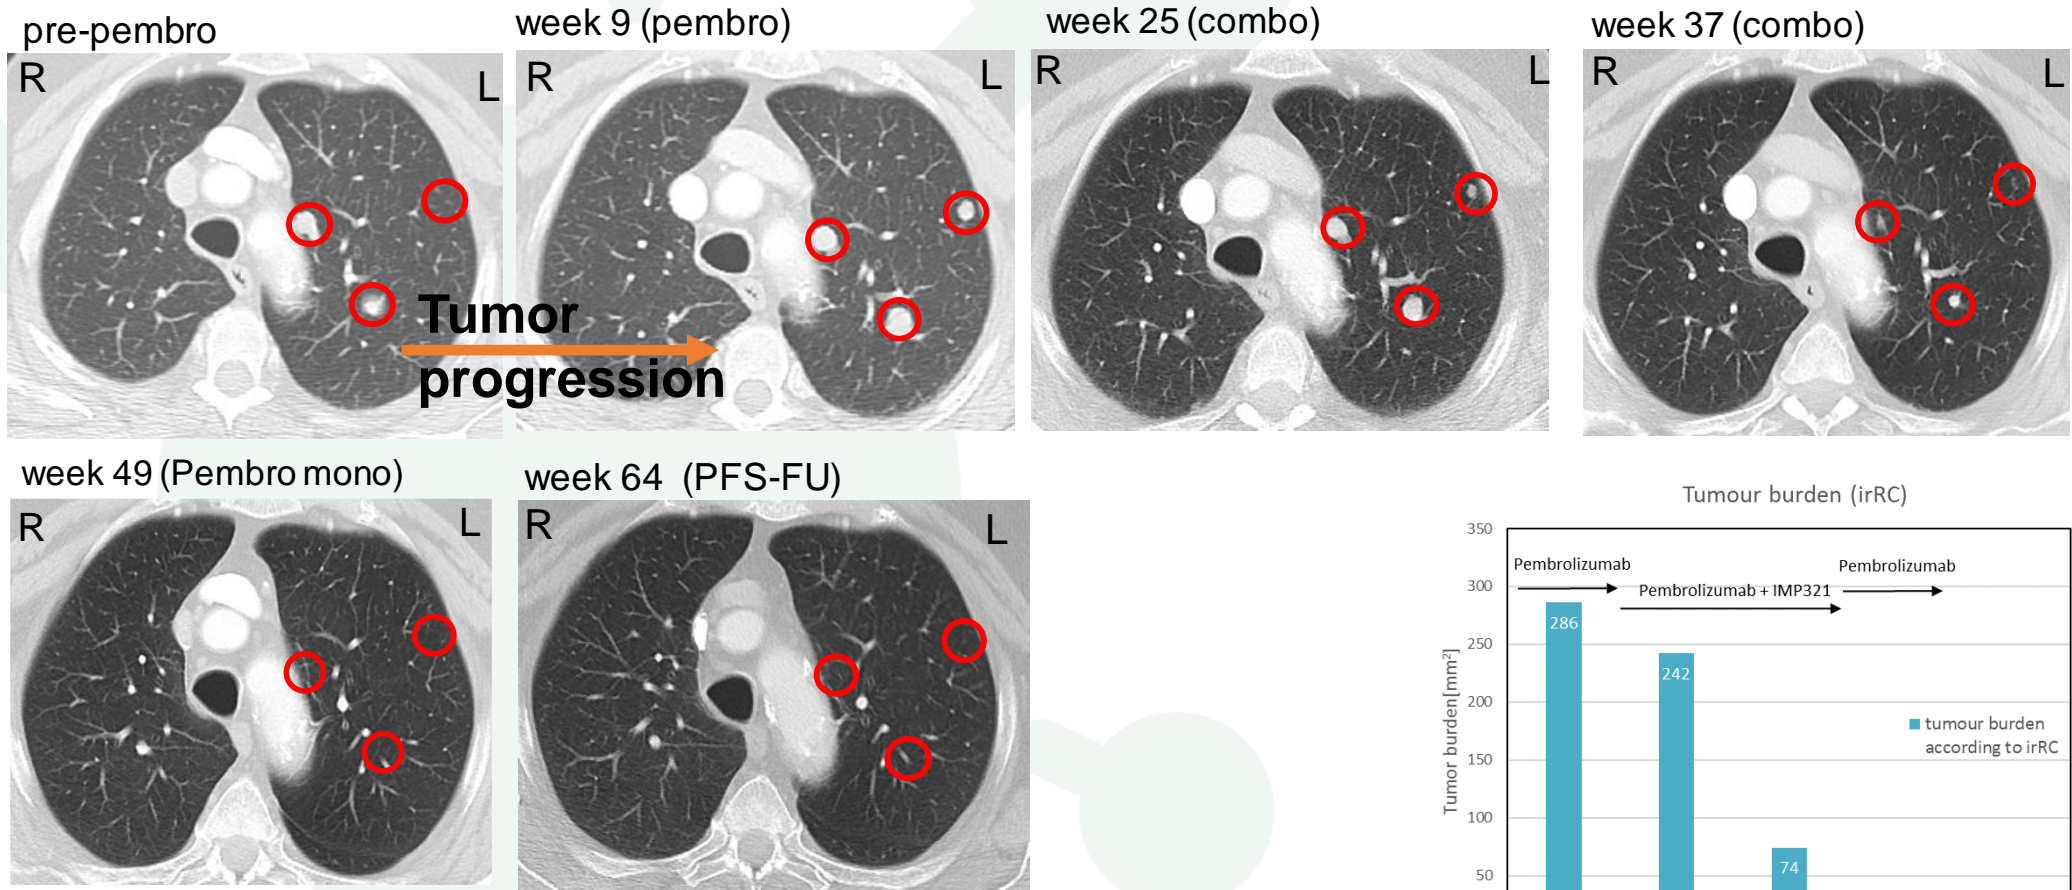 pre-pembro
week 9 (pembro)
week 25 (combo)
week 37 (combo)
R
L
R
L
R
L
R
L
Tumor
progression
week 49 (Pembro mono)
week 64 (PFS-FU)
R
L
R
L
Tumour burden (irRC)
350
300
250
200
150
100
50
Tumor burden[mm²]
Pembrolizumab
Pembrolizumab + IMP321
Pembrolizumab
286
242
74
tumour burden
according to irRC